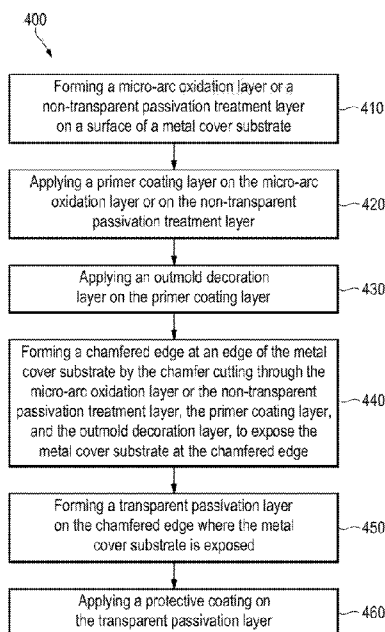 400
Forming a micro-arc oxidation layer or a
non-transparent passivation treatment layer
on a surface of a metal cover substrate
410
Applying a primer coating layer on the micro-arc
oxidation layer or on the non-transparent
passivation treatment layer
420
Applying an outmold decoration
layer on the primer coating layer
430
Forming a chamfered edge at an edge of the metal
cover substrate by the chamfer cutting through the
micro-arc oxidation layer or the non-transparent
passivation treatment layer, the primer coating layer,
and the outmold decoration layer, to expose the
metal cover substrate at the chamfered edge
440
Forming a transparent passivation layer
on the chamfered edge where the metal
cover substrate is exposed
450
Applying a protective coating on
the transparent passivation layer
460